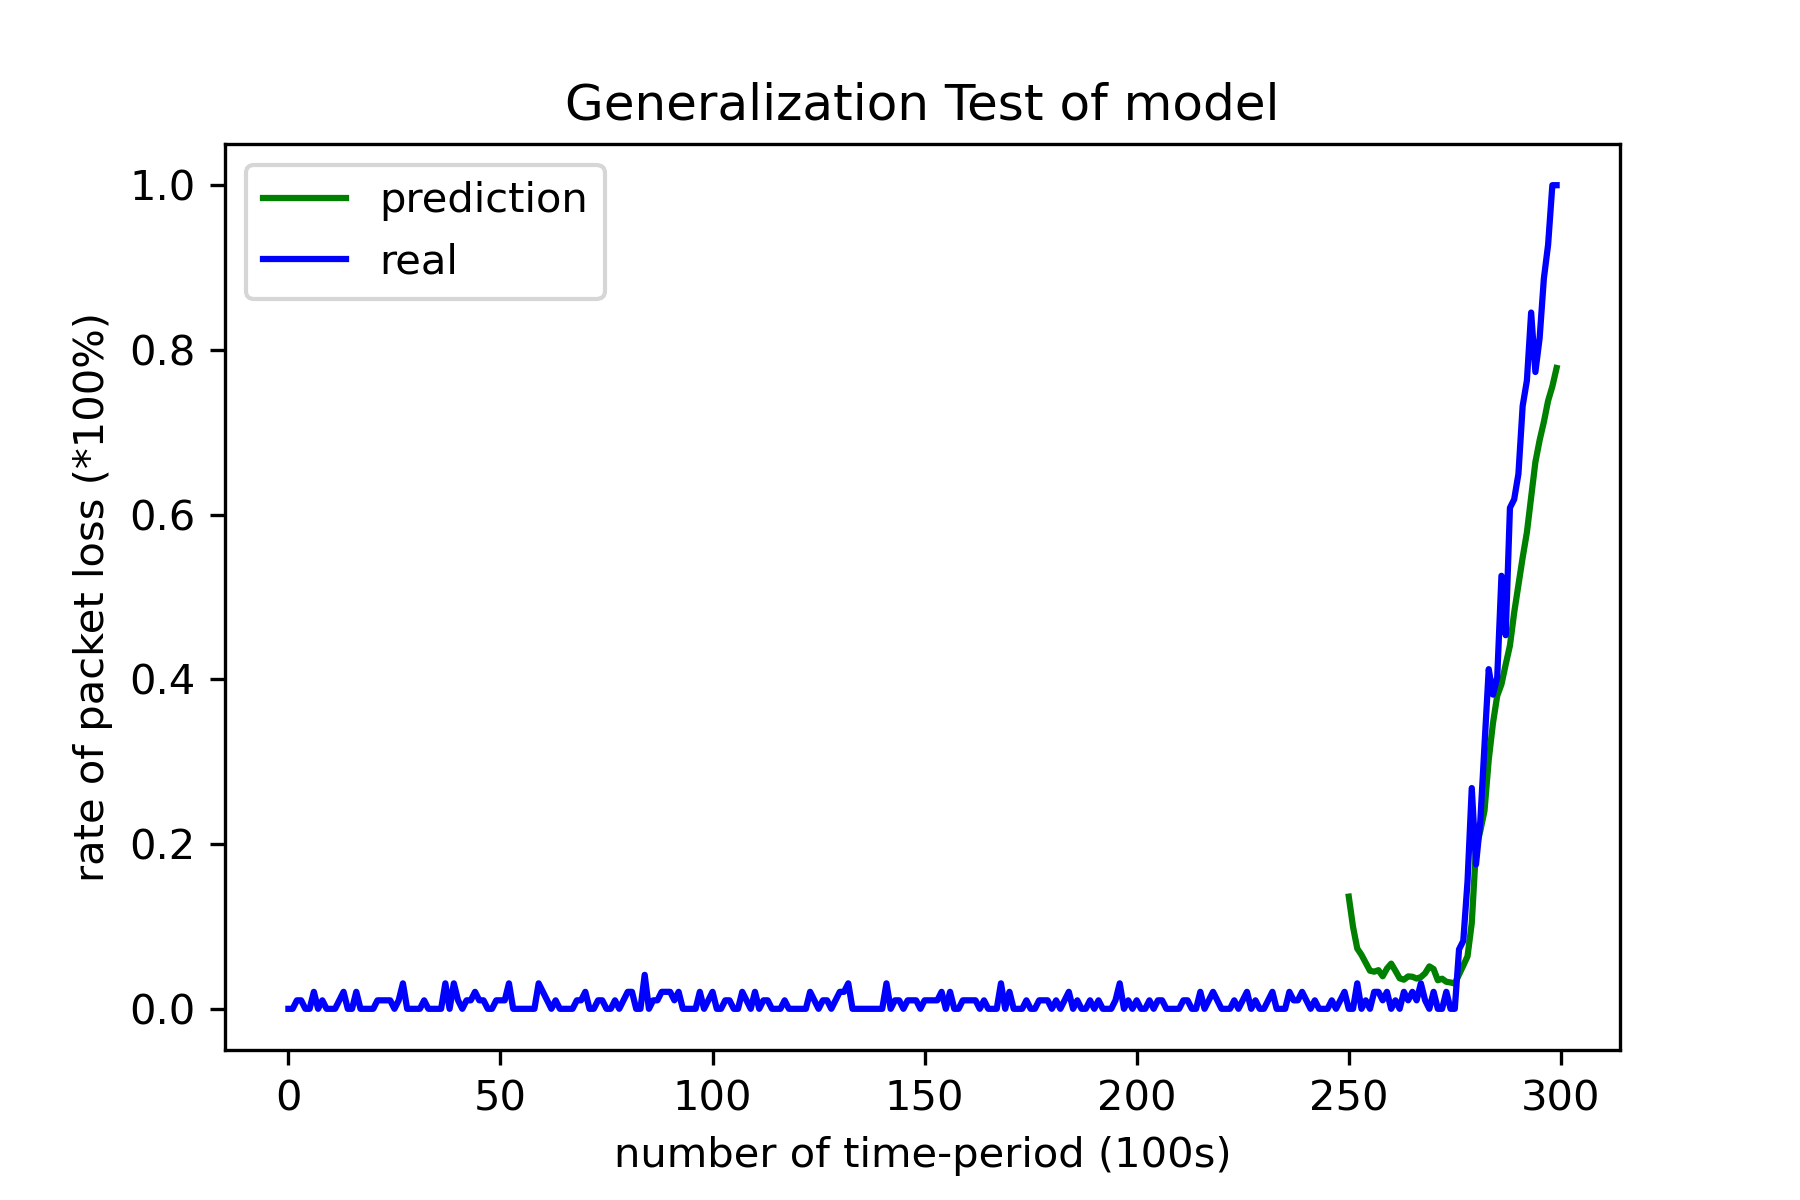 Generalization Test of model
prediction
real
1.0
0.8
0.6
0.4
0.2
0.0
rate of packet loss (*100%)
0 50 100 150 200 250 300
number of time-period (100s)